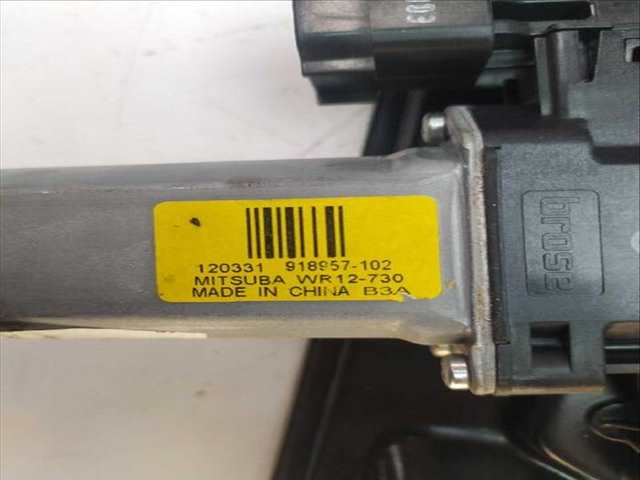 120331 918957-102
MITSUBA WR12-730
MADE IN CHINA B3A
brose